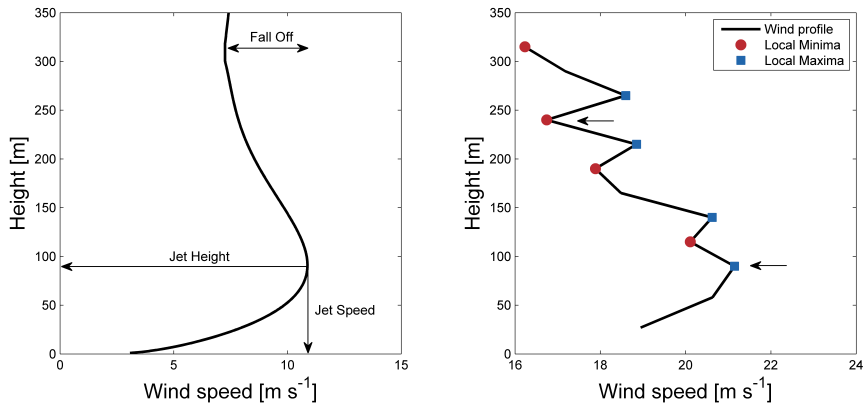 350
300
250
200
150
100
50
0
Height [m]
Fall Off
Jet Height
Jet Speed
0
5
10
15
Wind speed [m s-1]
350
300
250
200
150
100
50
0
Height [m]
Wind profile
Local Minima
Local Maxima
16
18
20
22
24
Wind speed [m s-1]